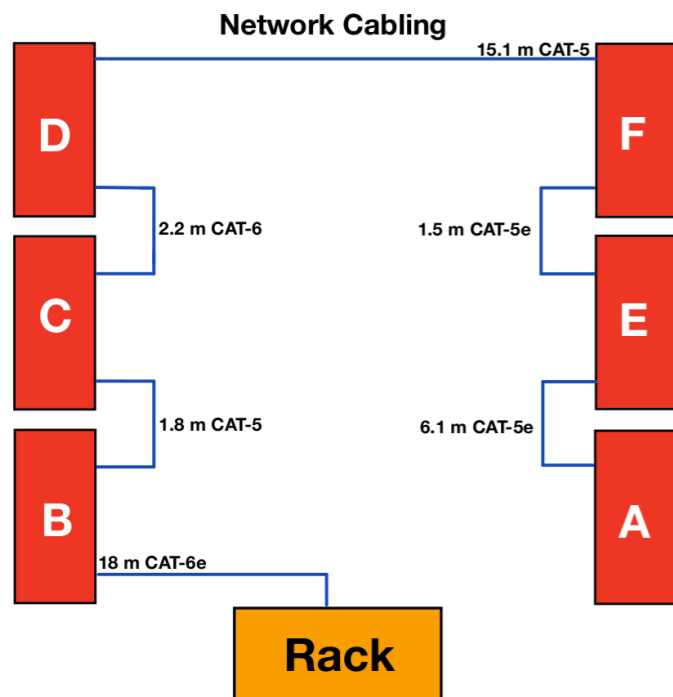 Network Cabling
15.1 m CAT-5
D
F
2.2 m CAT-6
1.5 m CAT-5e
C
E
1.8 m CAT-5
6.1 m CAT-5e
B
A
18 m CAT-6e
Rack